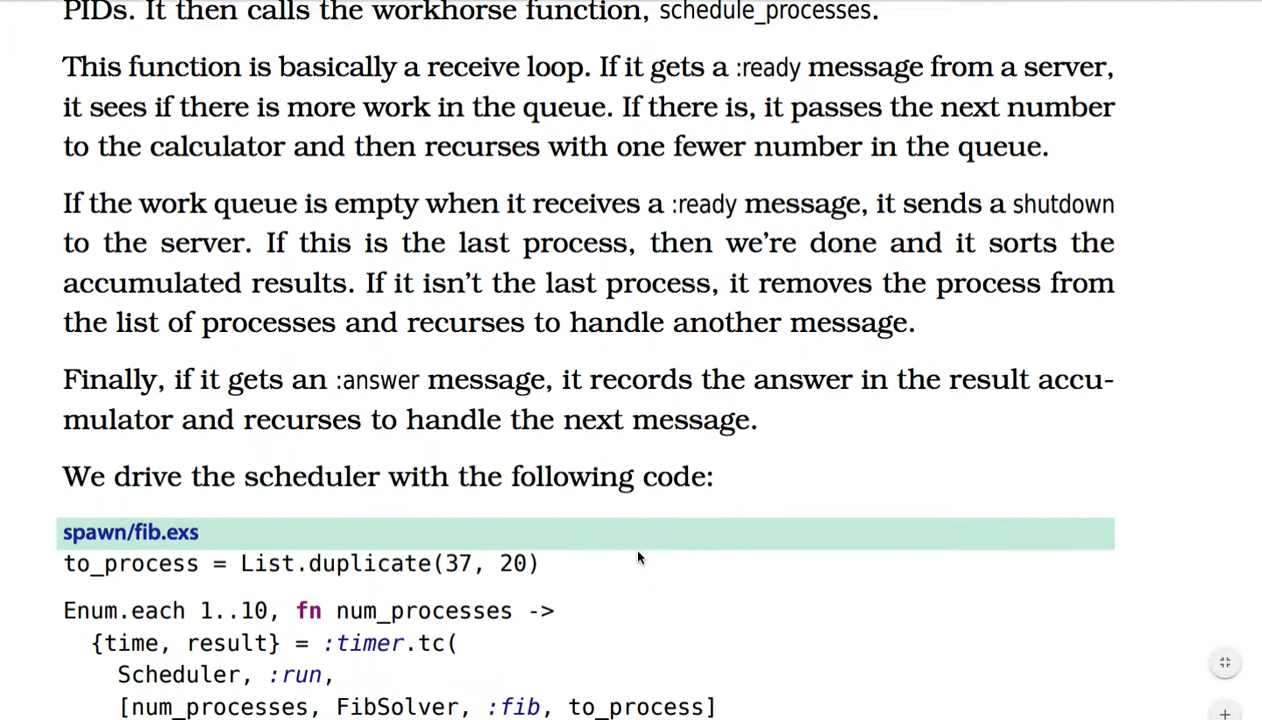 PIDs. It then calls the workhorse function, schedule_processes.
This function is basically a receive loop. If it gets a :ready message from a server,
it sees if there is more work in the queue. If there is, it passes the next number
to the calculator and then recurses with one fewer number in the queue.
If the work queue is empty when it receives a :ready message, it sends a shutdown
to the server. If this is the last process, then we’re done and it sorts the
accumulated results. If it isn’t the last process, it removes the process from
the list of processes and recurses to handle another message.
Finally, if it gets an :answer message, it records the answer in the result accu-
mulator and recurses to handle the next message.
We drive the scheduler with the following code:
spawn/fib.exs
to_process = List.duplicate(37, 20)
Enum.each 1..10, fn num_processes ->
{time, result} = :timer.tc(
Scheduler, :run,
[num_processes, FibSolver, :fib, to_process]